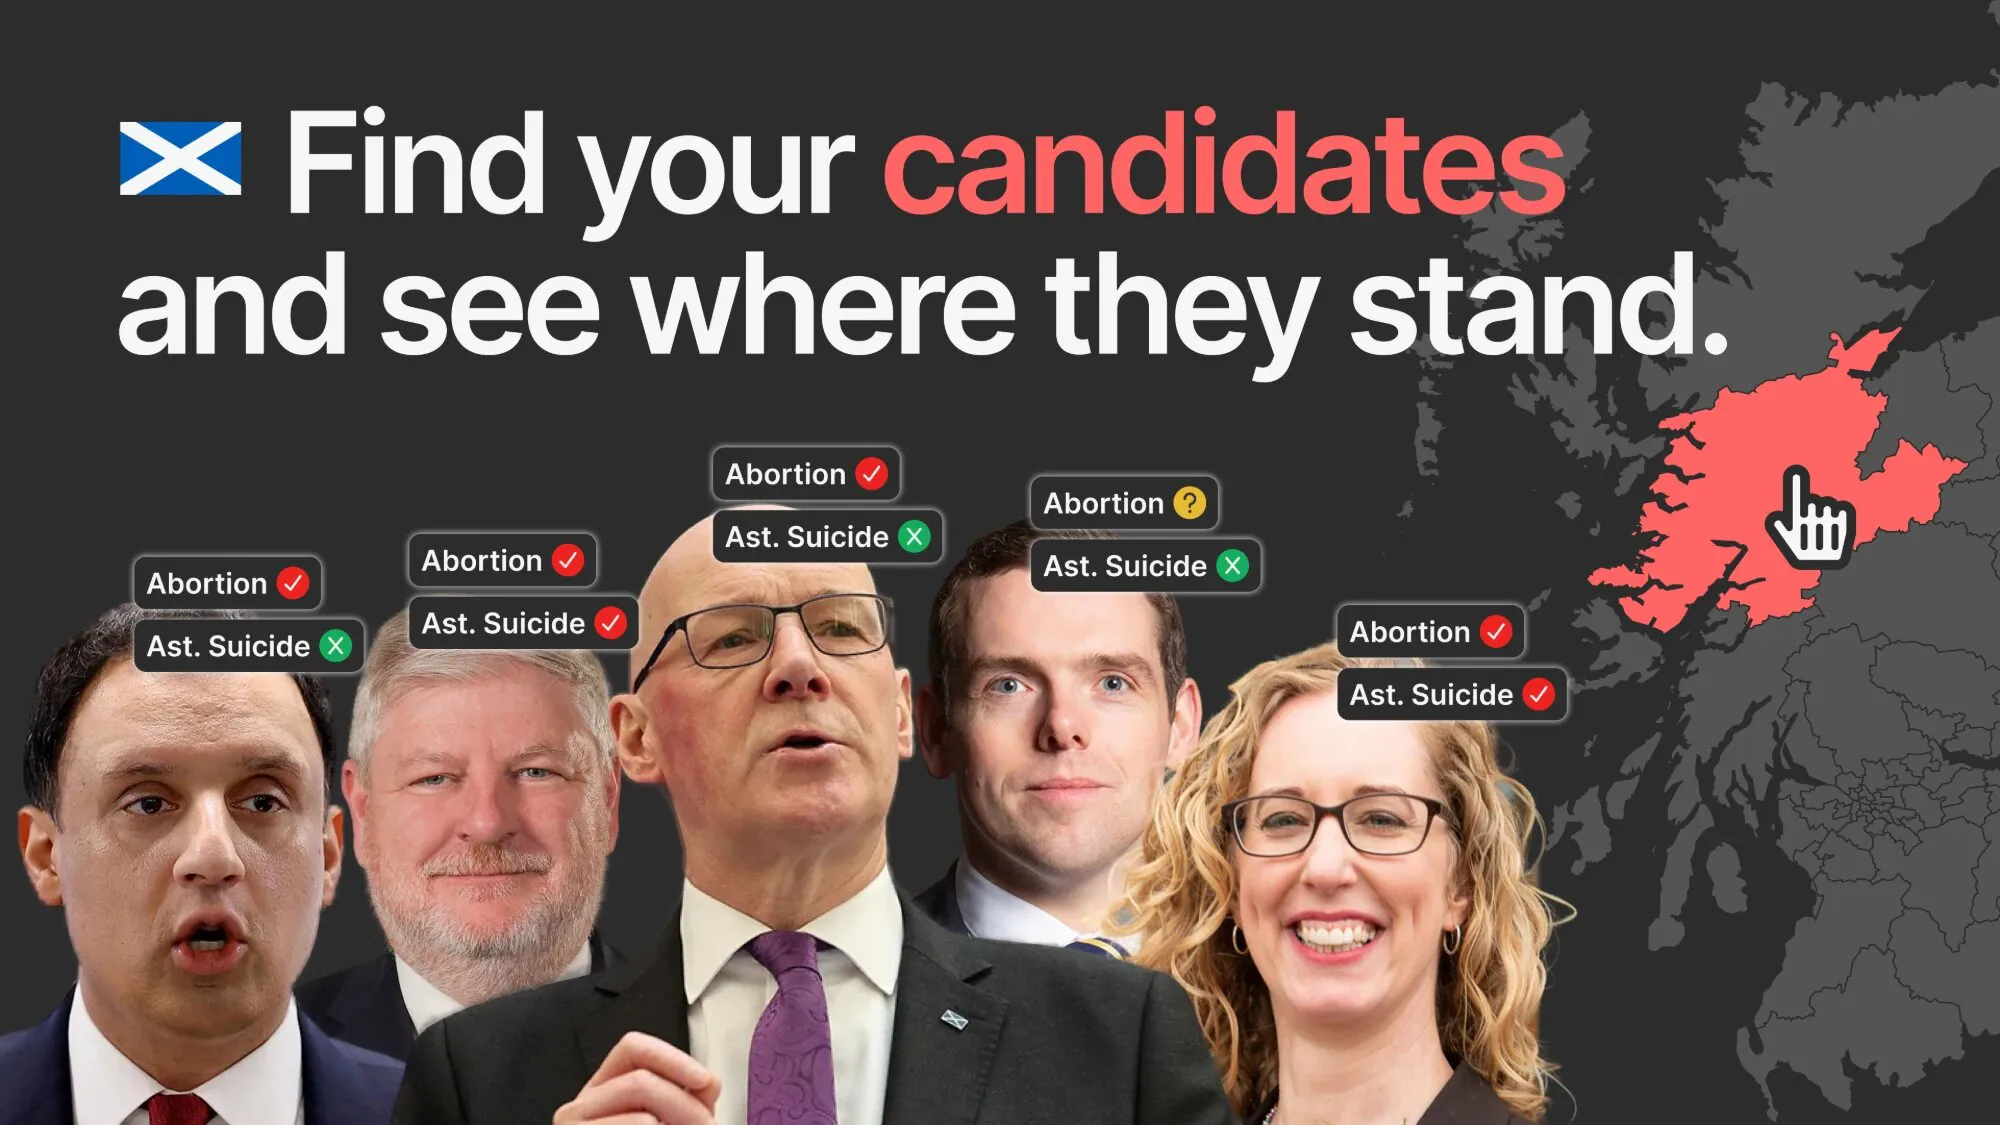 Find your candidates
and see where they stand.
Abortion
Ast. Suicide
Abortion
Ast. Suicide
Abortion
Ast. Suicide
Abortion ?
Ast. Suicide
Abortion
Ast. Suicide